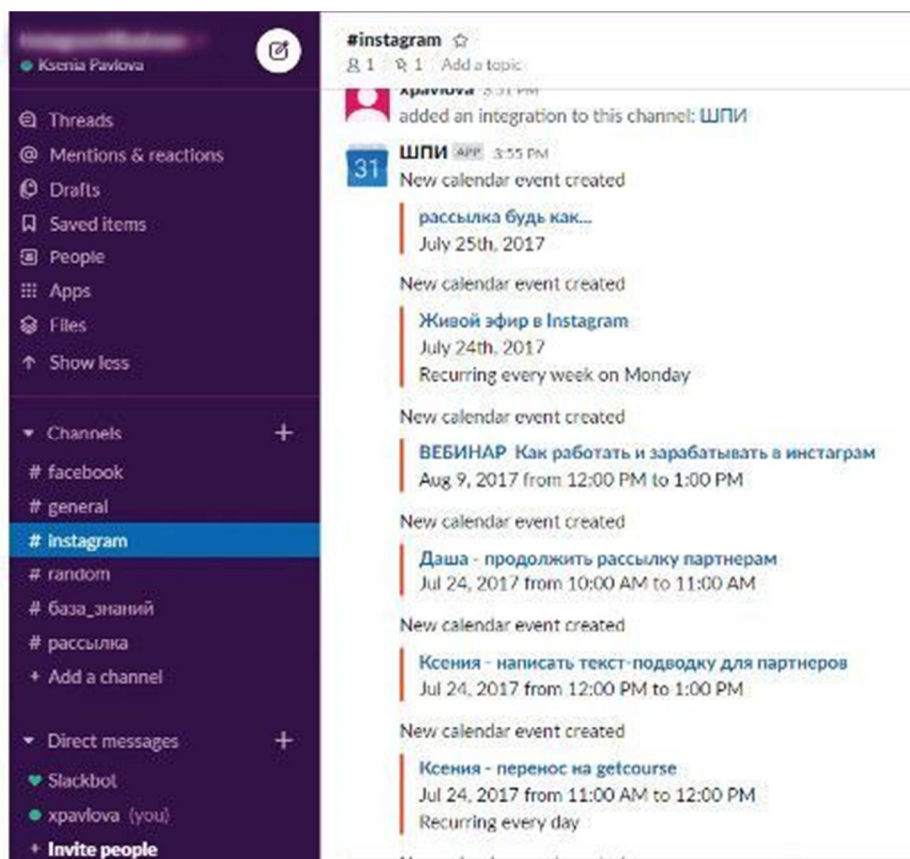 Ksenia Pavlova
Threads
@ Mentions & reactions
Drafts
Saved items
People
Apps
Files
Show less
Channels +
# facebook
# general
# instagram
# random
# база_знаний
# рассылка
+ Add a channel
Direct messages +
Slackbot
xpavlova (you)
+ Invite people
#instagram
1 1 Add a topic
xpavlova 3:51 PM
added an integration to this channel: ШПИ
31
ШПИ APP 3:55 PM
New calendar event created
рассылка будь как...
July 25th, 2017
New calendar event created
Живой эфир в Instagram
July 24th, 2017
Recurring every week on Monday
New calendar event created
ВЕБИНАР Как работать и зарабатывать в инстаграм
Aug 9, 2017 from 12:00 PM to 1:00 PM
New calendar event created
Даша - продолжить рассылку партнерам
Jul 24, 2017 from 10:00 AM to 11:00 AM
New calendar event created
Ксения - написать текст-подводку для партнеров
Jul 24, 2017 from 12:00 PM to 1:00 PM
New calendar event created
Ксения - перенос на getcourse
Jul 24, 2017 from 11:00 AM to 12:00 PM
Recurring every day